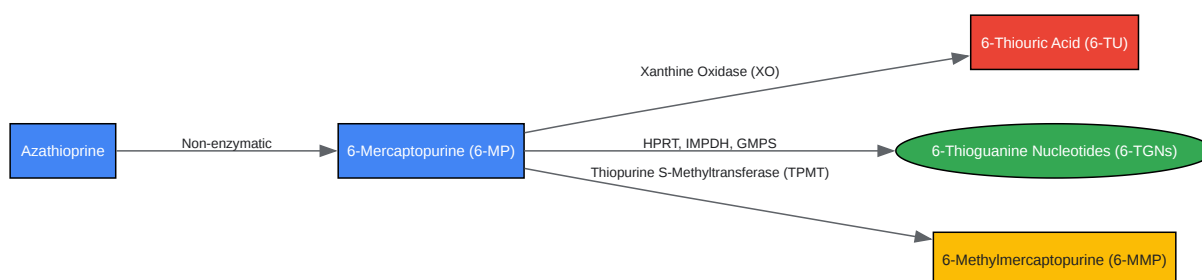 6-Thiouric Acid (6-TU)
Xanthine Oxidase (XO)
Azathioprine
Non-enzymatic
6-Mercaptopurine (6-MP)
HPRT, IMPDH, GMPS
6-Thioguanine Nucleotides (6-TGNs)
Thiopurine S-Methyltransferase (TPMT)
6-Methylmercaptopurine (6-MMP)